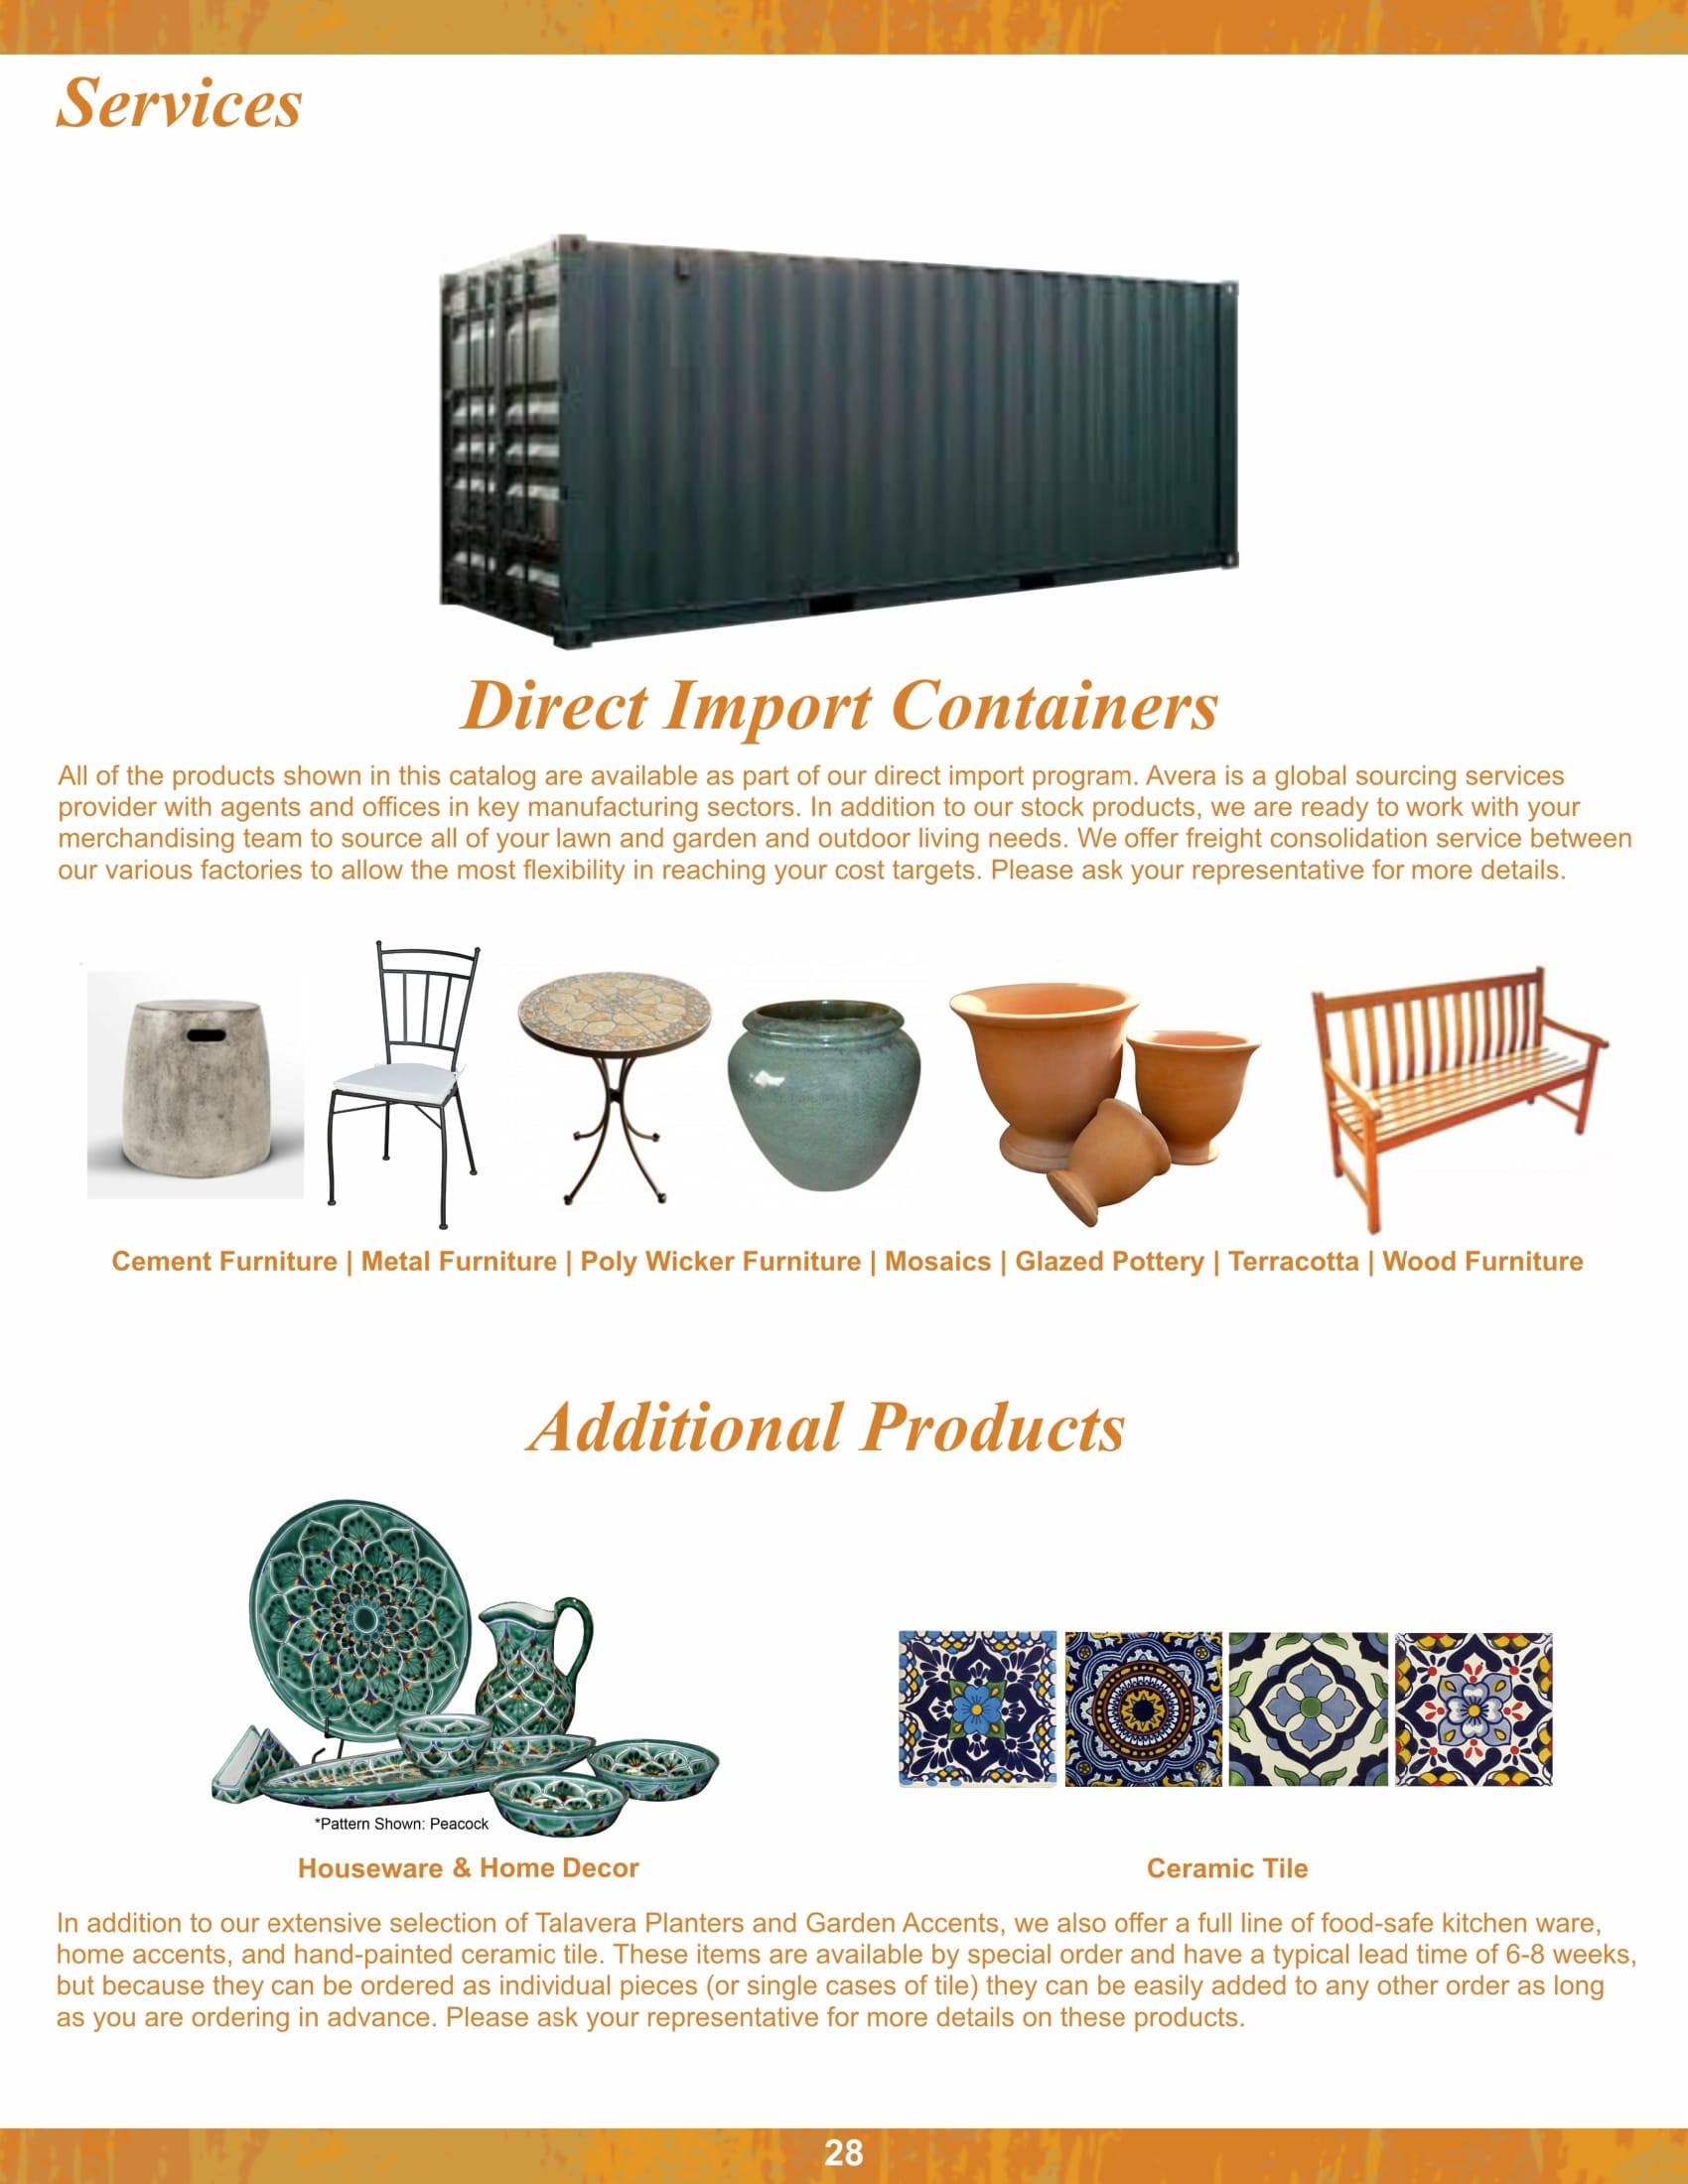 Services
Direct Import Containers
All of the products shown in this catalog are available as part of our direct import program. Avera is a global sourcing services
provider with agents and offices in key manufacturing sectors. In addition to our stock products, we are ready to work with your
merchandising team to source all of your lawn and garden and outdoor living needs. We offer freight consolidation service between
our various factories to allow the most flexibility in reaching your cost targets. Please ask your representative for more details.
Cement Furniture | Metal Furniture | Poly Wicker Furniture | Mosaics | Glazed Pottery | Terracotta | Wood Furniture
Additional Products
*Pattern Shown: Peacock
Houseware & Home Decor
Ceramic Tile
In addition to our extensive selection of Talavera Planters and Garden Accents, we also offer a full line of food-safe kitchen ware,
home accents, and hand-painted ceramic tile. These items are available by special order and have a typical lead time of 6-8 weeks,
but because they can be ordered as individual pieces (or single cases of tile) they can be easily added to any other order as long
as you are ordering in advance. Please ask your representative for more details on these products.
28